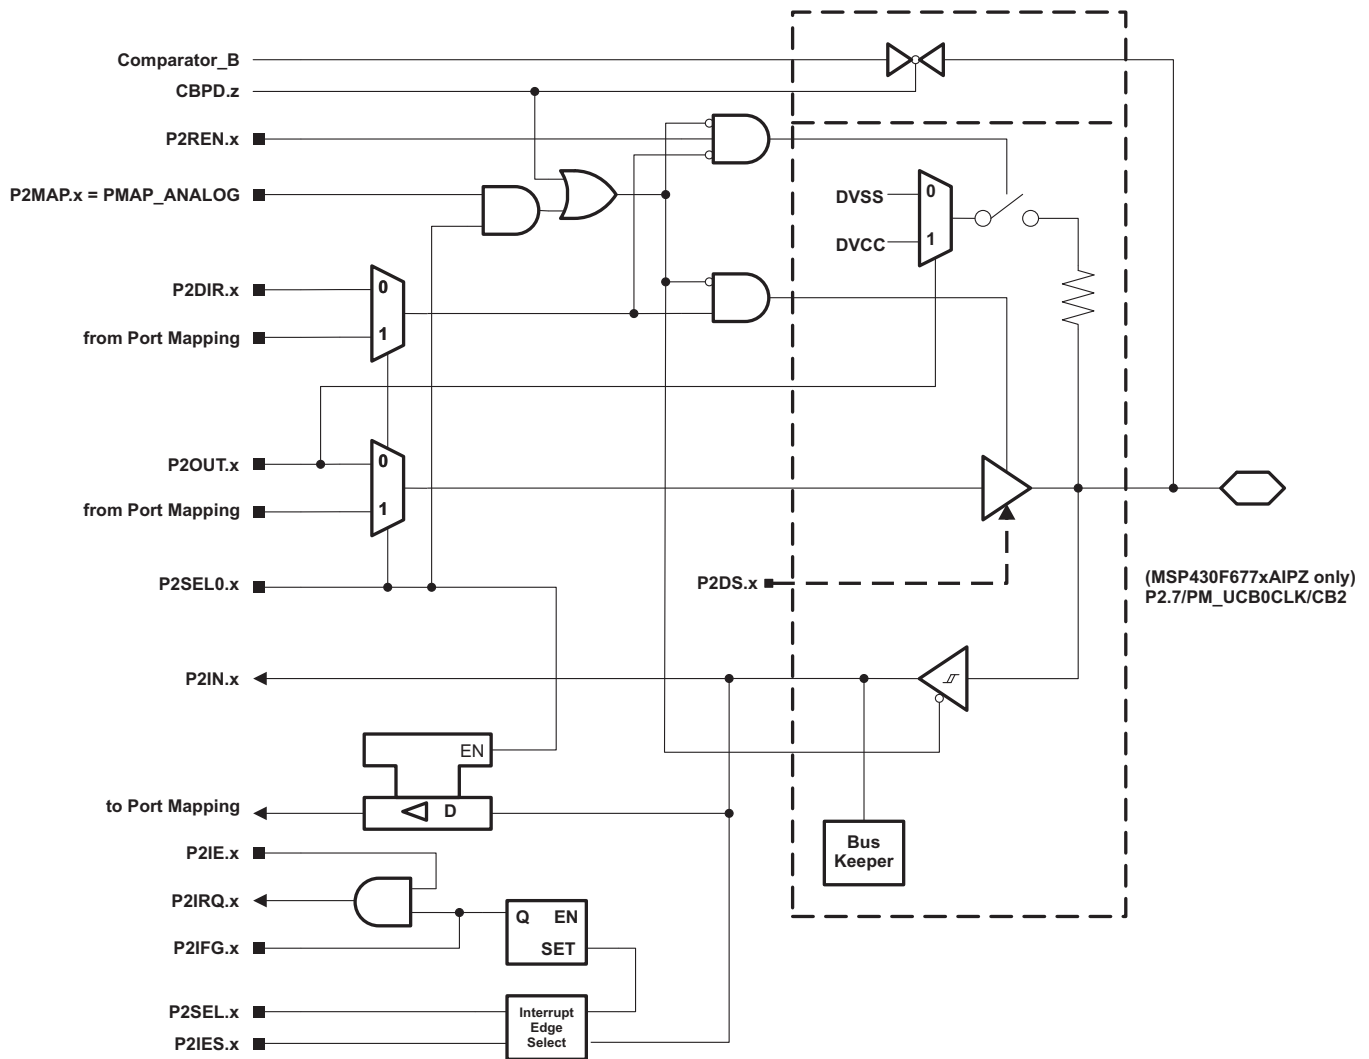 Comparator_B
CBPD.z
P2REN.x
P2MAP.x = PMAP_ANALOG
DVSS
0
DVCC
1
P2DIR.x
0
from Port Mapping
1
P2OUT.x
0
from Port Mapping
1
P2SEL0.x
P2DS.x
(MSP430F677xAIPZ only)
P2.7/PM_UCB0CLK/CB2
P2IN.x
EN
to Port Mapping
D
Bus
Keeper
P2IE.x
P2IRQ.x
Q EN
SET
P2IFG.x
P2SEL.x
P2IES.x
Interrupt
Edge
Select